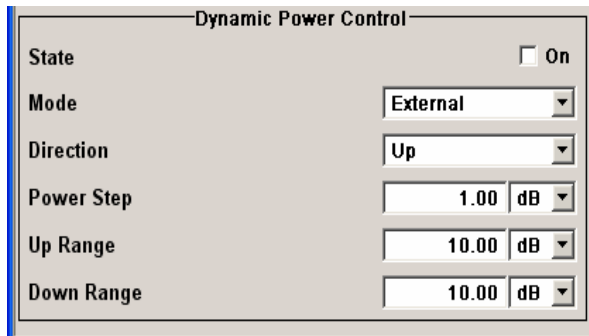 Dynamic Power Control
State On
Mode External
Direction Up
Power Step 1.00 dB
Up Range 10.00 dB
Down Range 10.00 dB